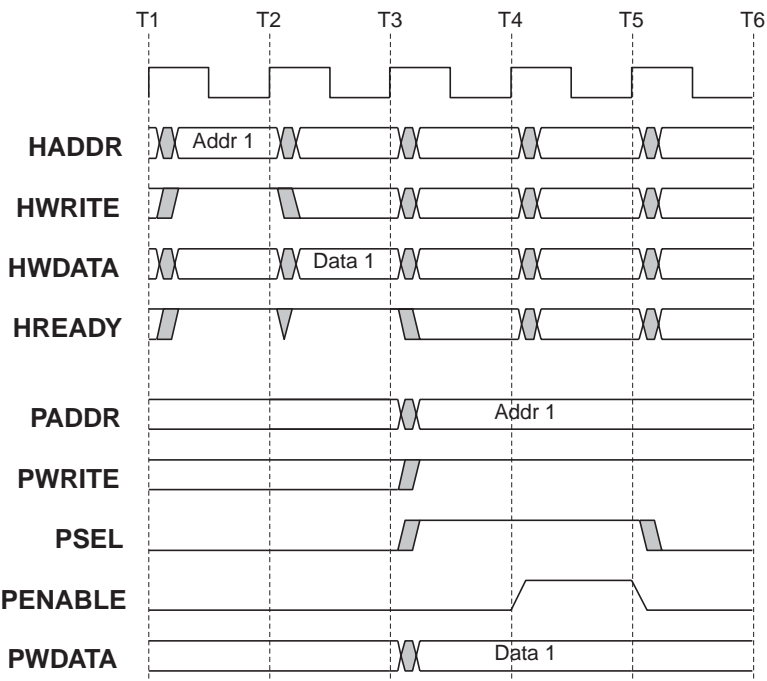 T1 T2 T3 T4 T5 T6
HADDR Addr 1
HWRITE
HWDATA Data 1
HREADY
PADDR Addr 1
PWRITE
PSEL
PENABLE
PWDATA Data 1